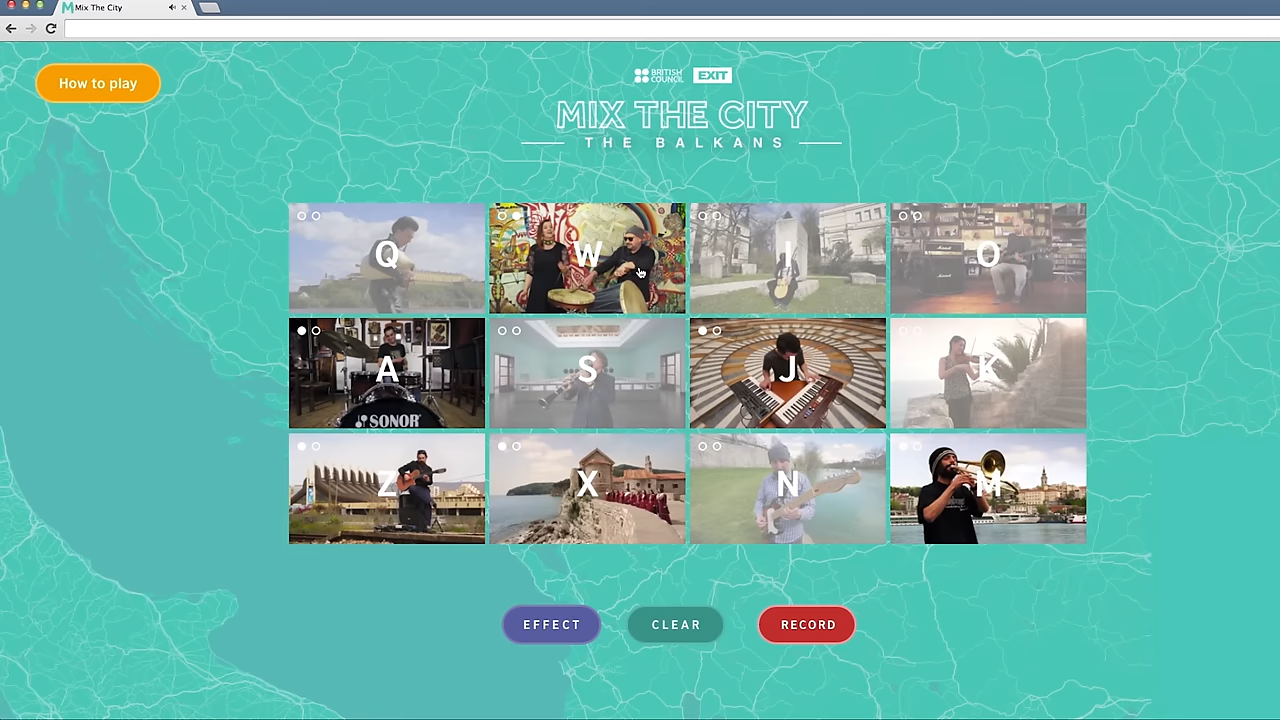 Mix The City
How to play
BRITISH
COUNCIL
EXIT
MIX THE CITY
THE BALKANS
Q
W
I
O
A
S
J
K
SONOR
Z
X
N
M
EFFECT
CLEAR
RECORD